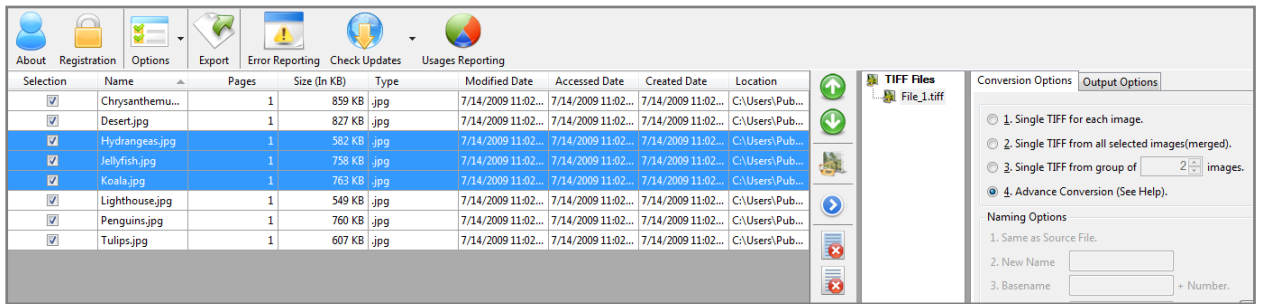 About Registration Options Export Error Reporting Check Updates Usages Reporting
Selection Name Pages Size (In KB) Type Modified Date Accessed Date Created Date Location
Chrysanthemu... 1 859 KB .jpg 7/14/2009 11:02... 7/14/2009 11:02... 7/14/2009 11:02... C:\Users\Pub...
Desert.jpg 1 827 KB .jpg 7/14/2009 11:02... 7/14/2009 11:02... 7/14/2009 11:02... C:\Users\Pub...
Hydrangeas.jpg 1 582 KB .jpg 7/14/2009 11:02... 7/14/2009 11:02... 7/14/2009 11:02... C:\Users\Pub...
Jellyfish.jpg 1 758 KB .jpg 7/14/2009 11:02... 7/14/2009 11:02... 7/14/2009 11:02... C:\Users\Pub...
Koala.jpg 1 763 KB .jpg 7/14/2009 11:02... 7/14/2009 11:02... 7/14/2009 11:02... C:\Users\Pub...
Lighthouse.jpg 1 549 KB .jpg 7/14/2009 11:02... 7/14/2009 11:02... 7/14/2009 11:02... C:\Users\Pub...
Penguins.jpg 1 760 KB .jpg 7/14/2009 11:02... 7/14/2009 11:02... 7/14/2009 11:02... C:\Users\Pub...
Tulips.jpg 1 607 KB .jpg 7/14/2009 11:02... 7/14/2009 11:02... 7/14/2009 11:02... C:\Users\Pub...
TIFF Files
File_1.tiff
Conversion Options Output Options
1. Single TIFF for each image.
2. Single TIFF from all selected images(merged).
3. Single TIFF from group of 2 images.
4. Advance Conversion (See Help).
Naming Options
1. Same as Source File.
2. New Name
3. Basename + Number.